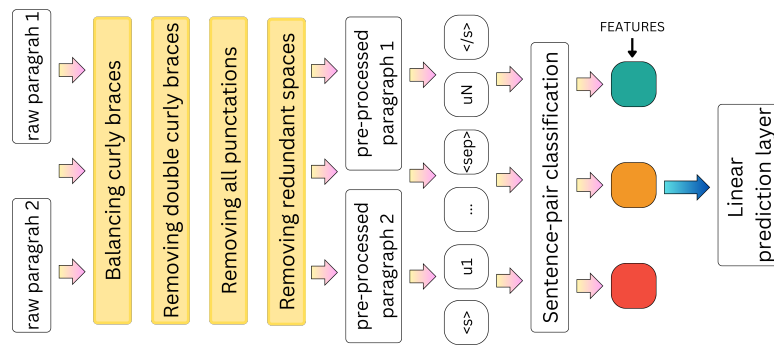 raw paragrah 1
raw paragrah 2
Balancing curly braces
Removing double curly braces
Removing all punctations
Removing redundant spaces
pre-processed
paragraph 1
pre-processed
paragraph 2
</s>
uN
<sep>
...
u1
<s>
Sentence-pair classification
FEATURES
Linear
prediction layer